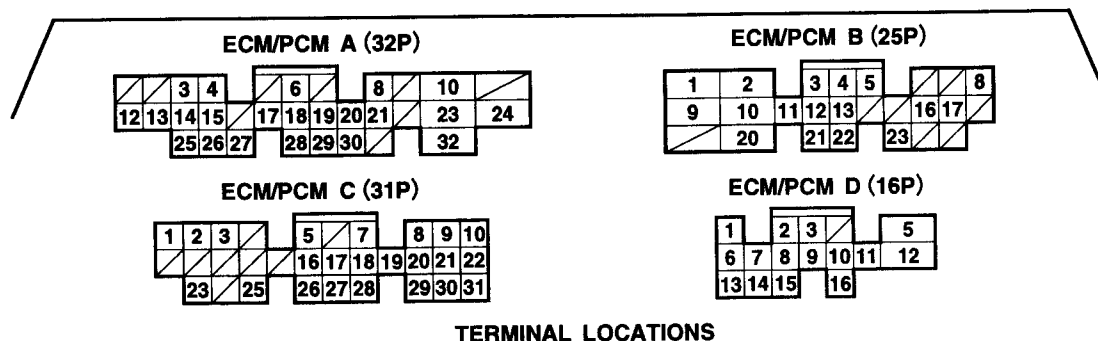 ECM/PCM A (32P)
3 4 6 8 10
12 13 14 15 17 18 19 20 21 23 24
25 26 27 28 29 30 32
ECM/PCM B (25P)
1 2 3 4 5 8
9 10 11 12 13 16 17
20 21 22 23
ECM/PCM C (31P)
1 2 3 5 7 8 9 10
16 17 18 19 20 21 22
23 25 26 27 28 29 30 31
ECM/PCM D (16P)
1 2 3 5
6 7 8 9 10 11 12
13 14 15 16
TERMINAL LOCATIONS